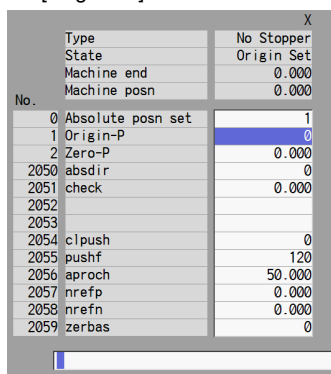 X
Type No Stopper
State Origin Set
Machine end 0.000
Machine posn 0.000
No.
0 Absolute posn set 1
1 Origin-P 0
2 Zero-P 0.000
2050 absdir 0
2051 check 0.000
2052
2053
2054 clpush 0
2055 pushf 120
2056 aproch 50.000
2057 nrefp 0.000
2058 nrefn 0.000
2059 zerbas 0